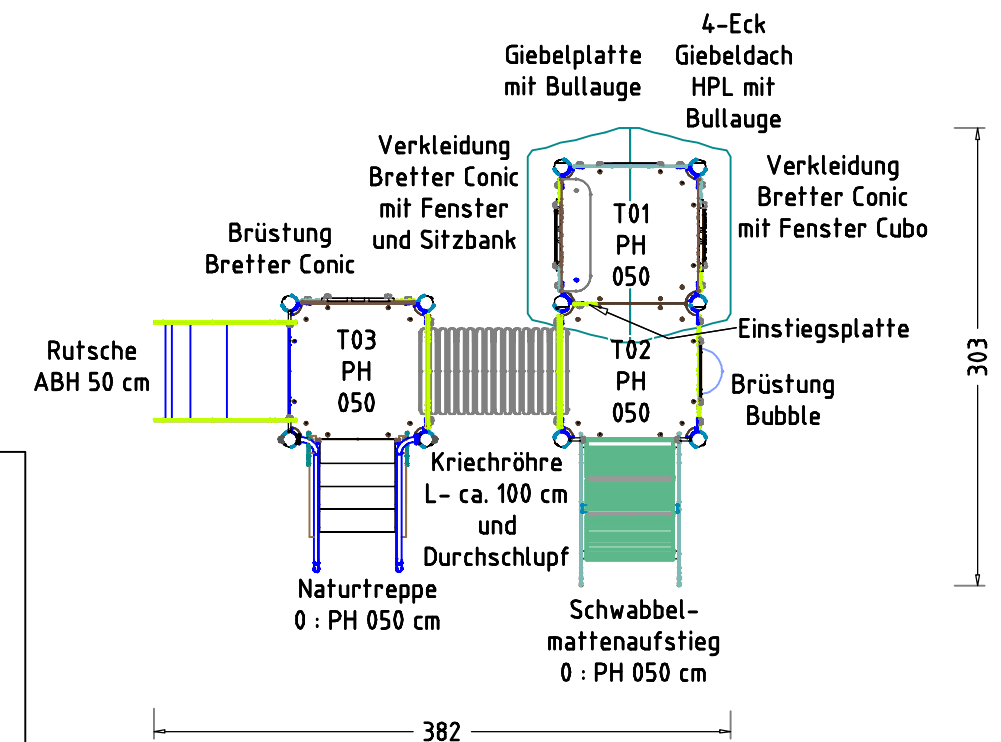 4-Eck
Giebeldach
HPL mit
Bullauge
Giebelplatte
mit Bullauge
Verkleidung
Bretter Conic
mit Fenster
und Sitzbank
Verkleidung
Bretter Conic
mit Fenster Cubo
Brüstung
Bretter Conic
T01
PH
050
Einstiegsplatte
Rutsche
ABH 50 cm
T03
PH
050
T02
PH
050
303
Brüstung
Bubble
Kriechröhre
L- ca. 100 cm
und
Durchschlupf
Naturtreppe
0 : PH 050 cm
Schwabbel-
mattenaufstieg
0 : PH 050 cm
382